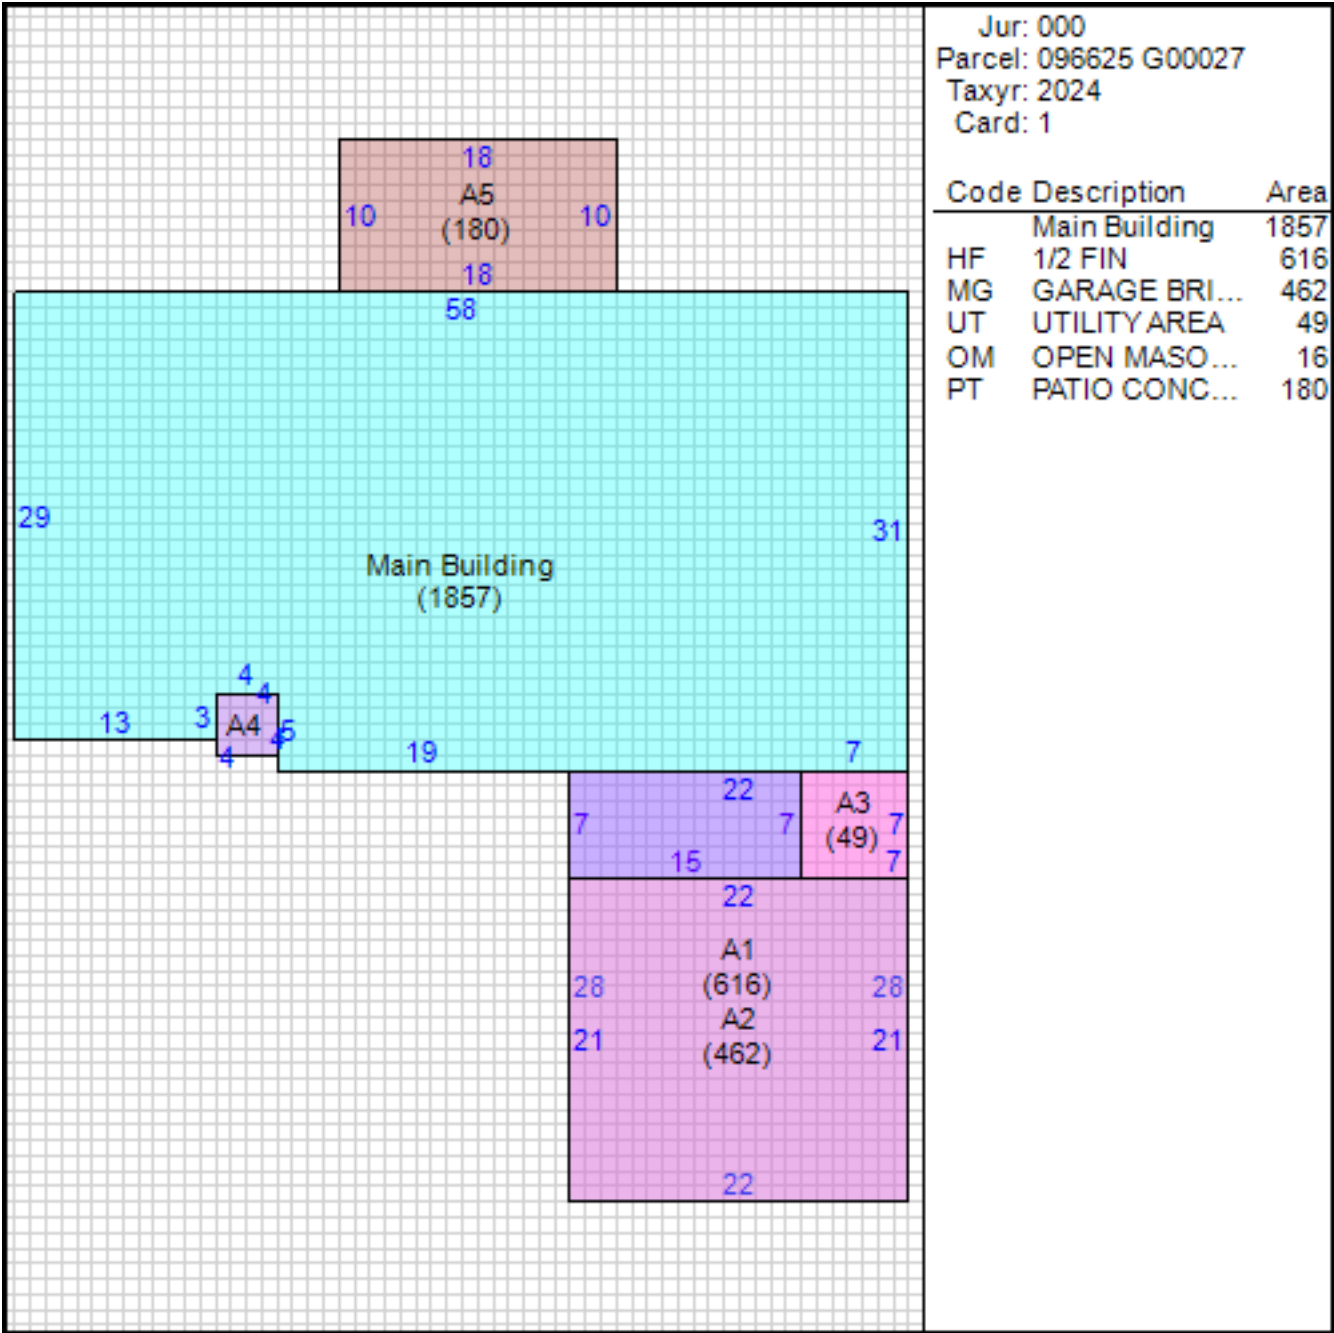 Jur: 000
Parcel: 096625 G00027
Taxyr: 2024
Card: 1
Code Description Area
Main Building 1857
HF 1/2 FIN 616
MG GARAGE BRI... 462
UT UTILITY AREA 49
OM OPEN MASO... 16
PT PATIO CONC... 180
18
A5
10 10
(180)
18
58
29
31
Main Building
(1857)
4
4
3
A4
5
4
13
4
19
7
22
A3
7 7 7
(49)
15 7
22
A1
(616)
28 28
A2
21 21
(462)
22